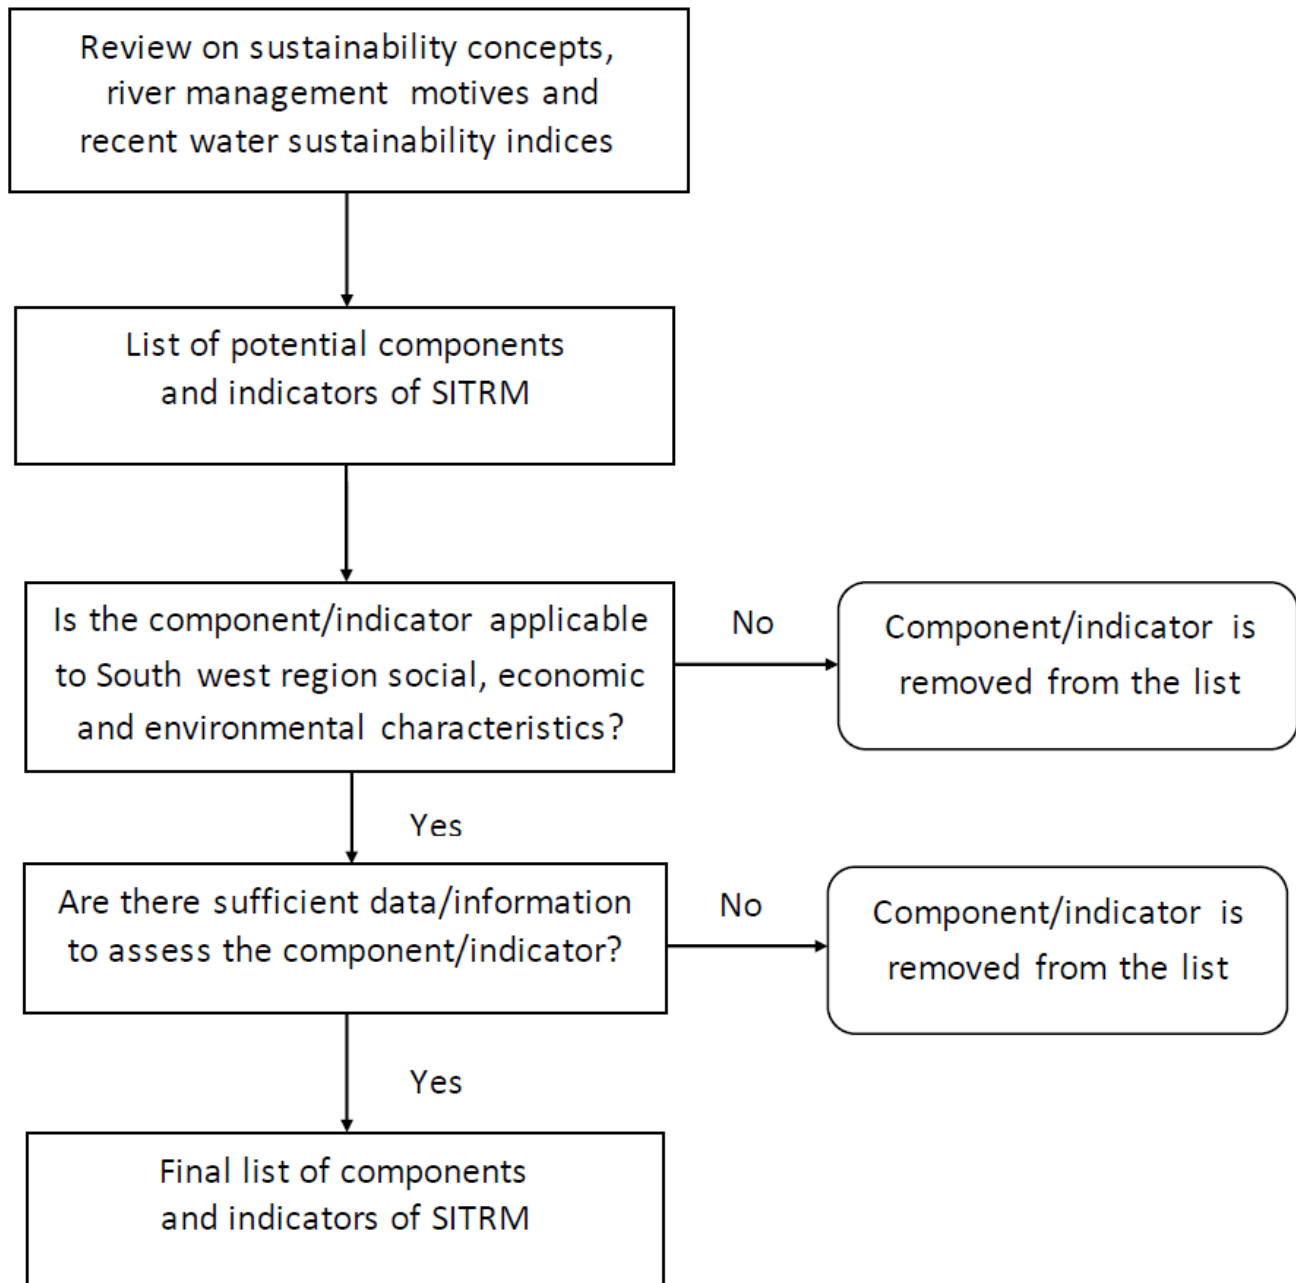 Review on sustainability concepts,
river management motives and
recent water sustainability indices
List of potential components
and indicators of SITRM
Is the component/indicator applicable
to South west region social, economic
and environmental characteristics?
No
Component/indicator is
removed from the list
Yes
Are there sufficient data/information
to assess the component/indicator?
No
Component/indicator is
removed from the list
Yes
Final list of components
and indicators of SITRM